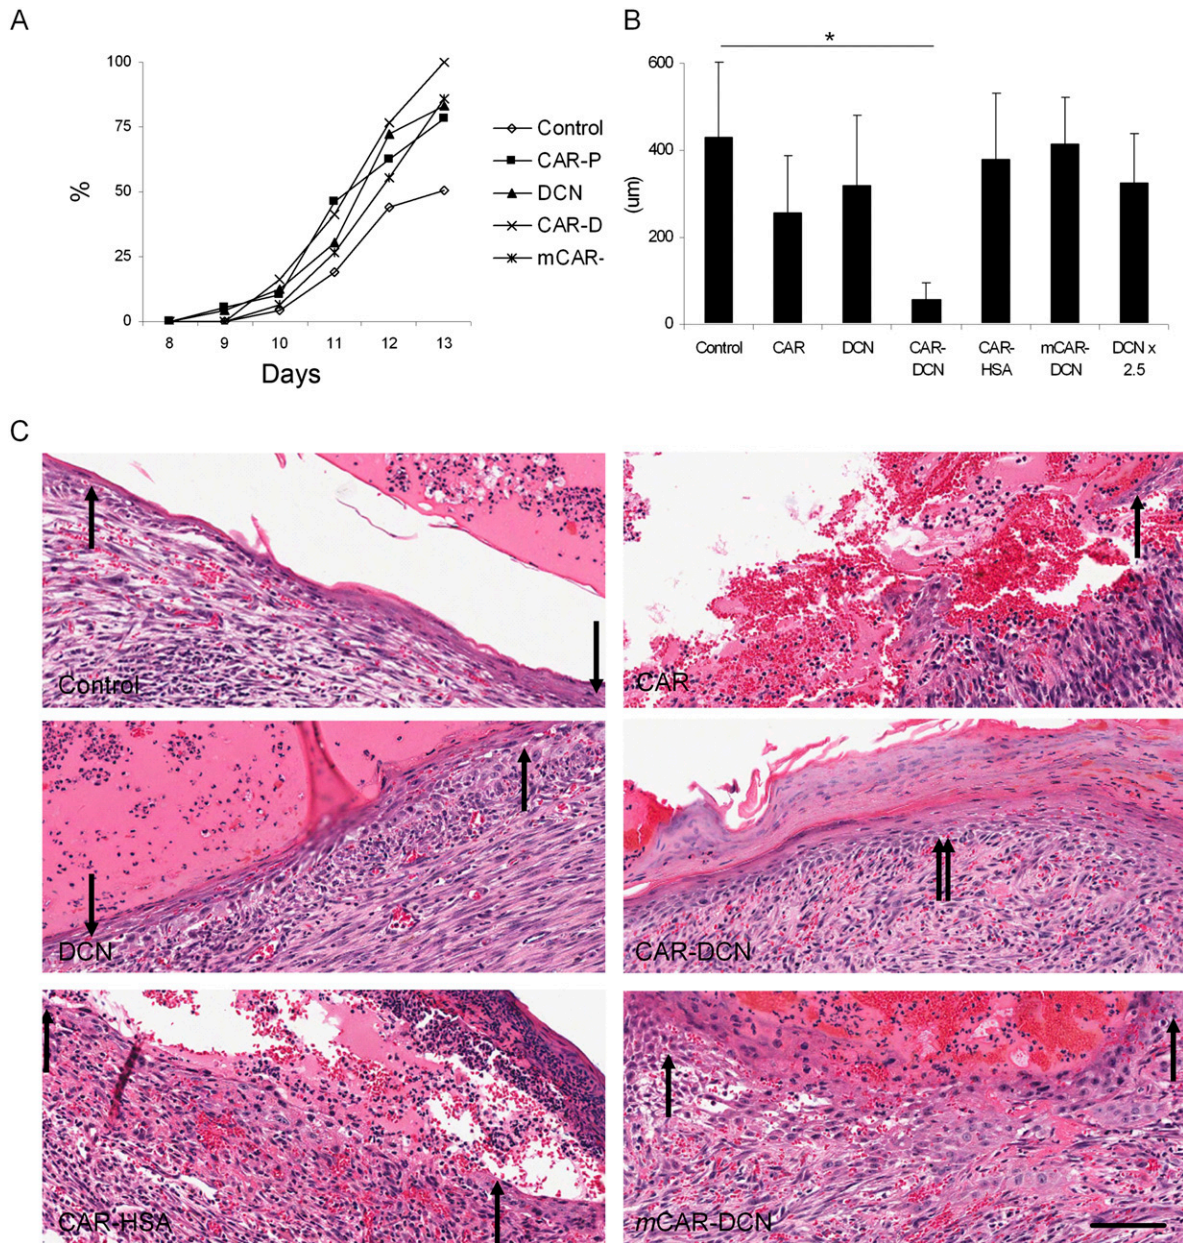 A
100
75
50
25
0
%
8 9 10 11 12 13
Days
Control
CAR-P
DCN
CAR-D
mCAR-
B
*
600
400
200
0
(um)
Control CAR DCN CAR-DCN CAR-HSA mCAR-DCN DCN x 2.5
C
Control
CAR
DCN
CAR-DCN
CAR-HSA
mCAR-DCN